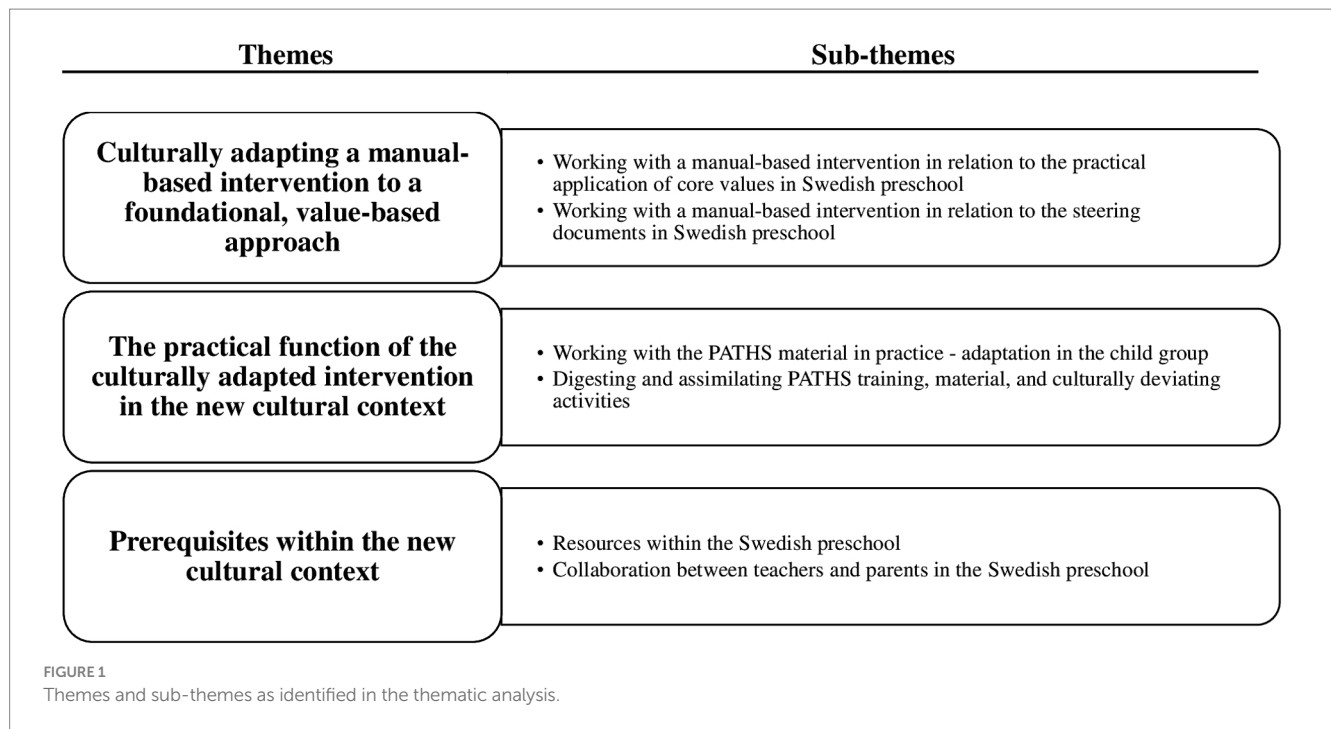 Themes
Sub-themes
Culturally adapting a manual-
based intervention to a
foundational, value-based
approach
• Working with a manual-based intervention in relation to the practical
application of core values in Swedish preschool
• Working with a manual-based intervention in relation to the steering
documents in Swedish preschool
The practical function of the
culturally adapted intervention
in the new cultural context
• Working with the PATHS material in practice - adaptation in the child group
• Digesting and assimilating PATHS training, material, and culturally deviating
activities
Prerequisites within the new
cultural context
• Resources within the Swedish preschool
• Collaboration between teachers and parents in the Swedish preschool
FIGURE 1
Themes and sub-themes as identified in the thematic analysis.